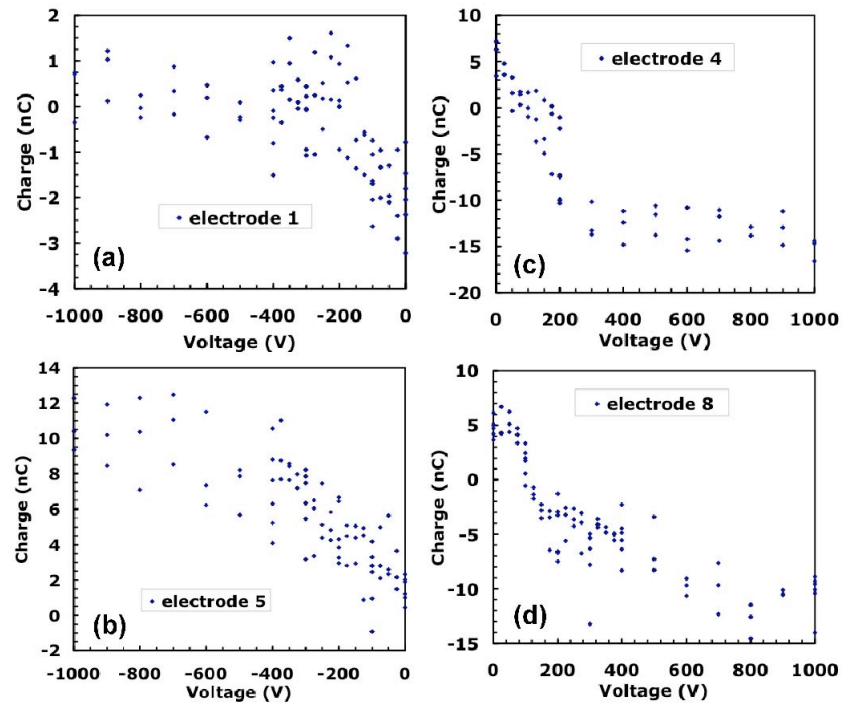 2
1
0
-1
-2
-3
-4
Charge (nC)
electrode 1
(a)
-1000 -800 -600 -400 -200 0
Voltage (V)
10
5
0
-5
-10
-15
-20
Charge (nC)
electrode 4
(c)
0 200 400 600 800 1000
Voltage (V)
14
12
10
8
6
4
2
0
-2
Charge (nC)
electrode 5
(b)
-1000 -800 -600 -400 -200 0
Voltage (V)
10
5
0
-5
-10
-15
Charge (nC)
electrode 8
(d)
0 200 400 600 800 1000
Voltage (V)